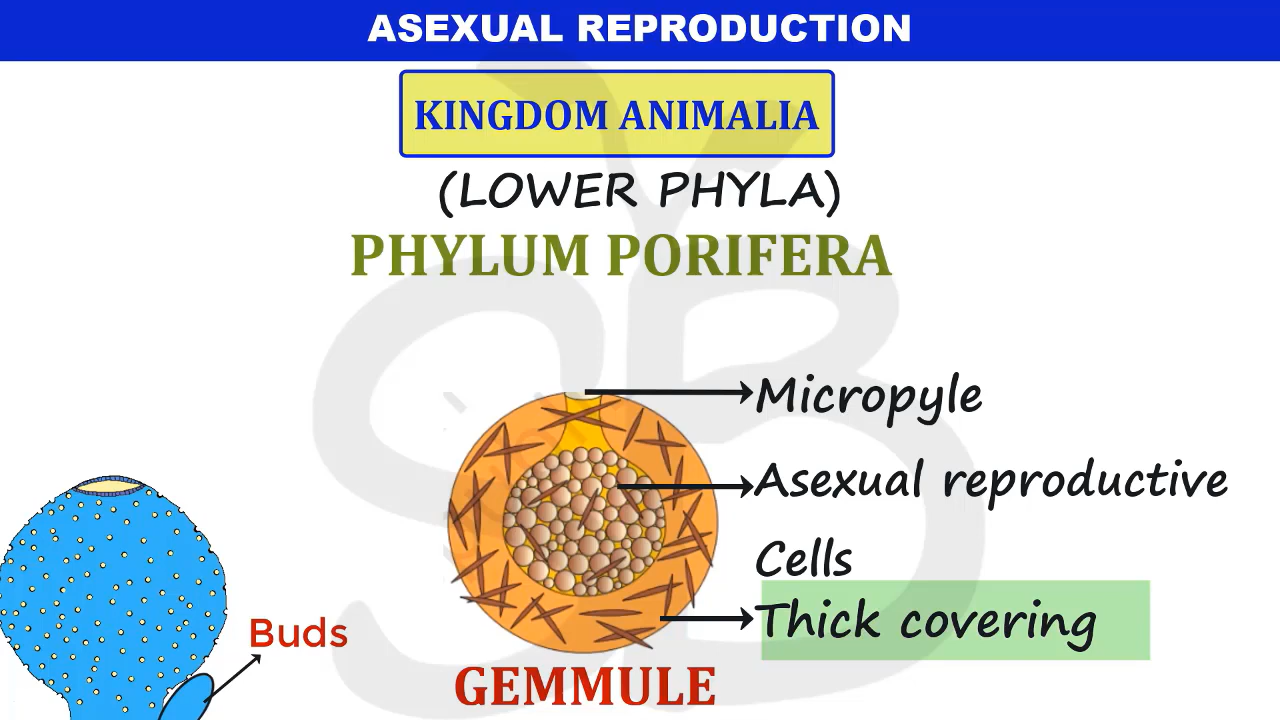 ASEXUAL REPRODUCTION
KINGDOM ANIMALIA
(LOWER PHYLA)
PHYLUM PORIFERA
Micropyle
Asexual reproductive
Cells
Thick covering
Buds
GEMMULE